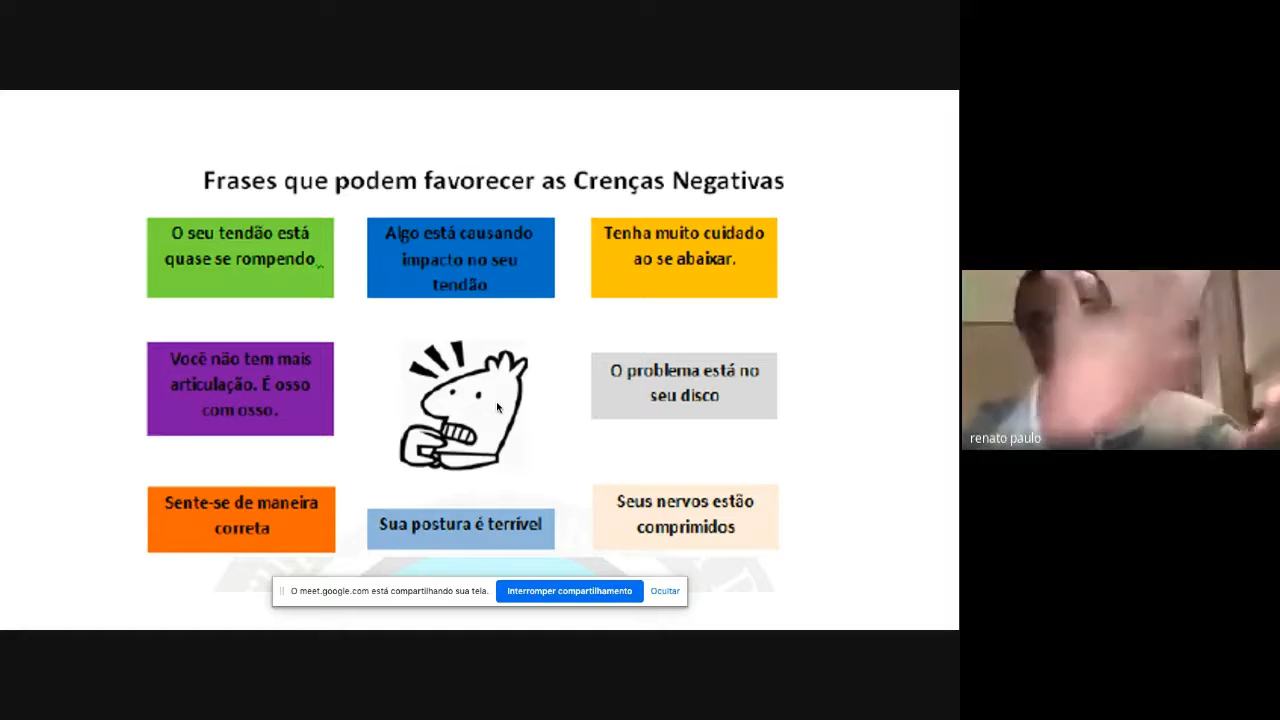 Frases que podem favorecer as Crenças Negativas
O seu tendão está
quase se rompendo
Algo está causando
impacto no seu
tendão
Tenha muito cuidado
ao se abaixar.
Você não tem mais
articulação. É osso
com osso.
O problema está no
seu disco
Sente-se de maneira
correta
Sua postura é terrível
Seus nervos estão
comprimidos
O meet.google.com está compartilhando sua tela.
Interromper compartilhamento
Ocultar
renato paulo